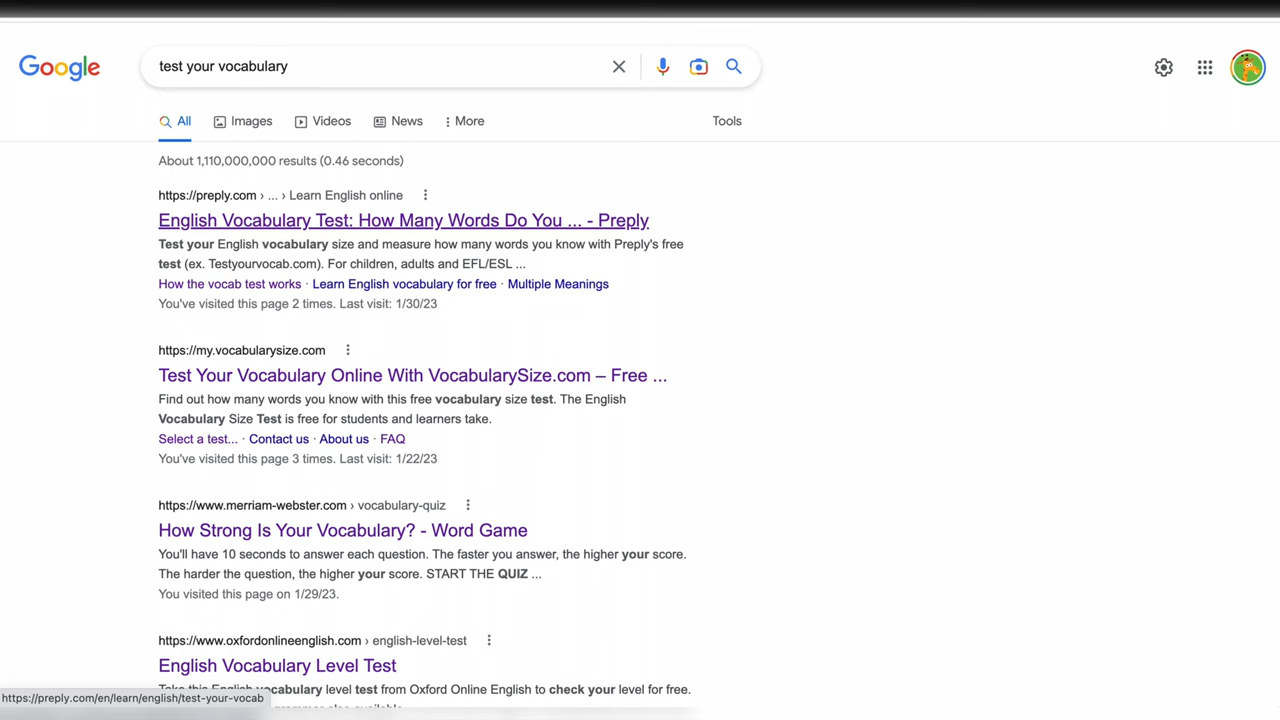 Google
test your vocabulary
All Images Videos News More Tools
About 1,110,000,000 results (0.46 seconds)
https://preply.com › ... › Learn English online
English Vocabulary Test: How Many Words Do You ... - Preply
Test your English vocabulary size and measure how many words you know with Preply's free
test (ex. Testyourvocab.com). For children, adults and EFL/ESL ...
How the vocab test works · Learn English vocabulary for free · Multiple Meanings
You've visited this page 2 times. Last visit: 1/30/23
https://my.vocabularysize.com
Test Your Vocabulary Online With VocabularySize.com – Free ...
Find out how many words you know with this free vocabulary size test. The English
Vocabulary Size Test is free for students and learners take.
Select a test... · Contact us · About us · FAQ
You've visited this page 3 times. Last visit: 1/22/23
https://www.merriam-webster.com › vocabulary-quiz
How Strong Is Your Vocabulary? - Word Game
You'll have 10 seconds to answer each question. The faster you answer, the higher your score.
The harder the question, the higher your score. START THE QUIZ ...
You visited this page on 1/29/23.
https://www.oxfordonlineenglish.com › english-level-test
English Vocabulary Level Test
Take this English vocabulary level test from Oxford Online English to check your level for free.
https://preply.com/en/learn/english/test-your-vocab